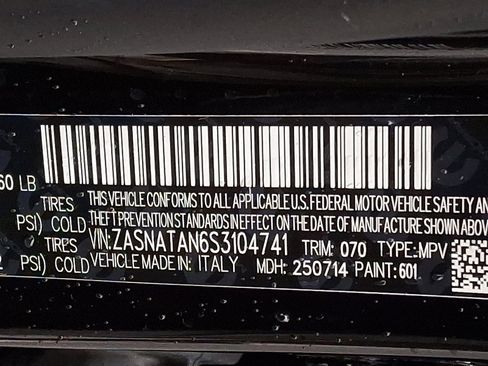 60 LB
TIRES THIS VEHICLE CONFORMS TO ALL APPLICABLE U.S. FEDERAL MOTOR VEHICLE SAFETY AN
PSI) COLD THEFT PREVENTION STANDARDS IN EFFECT ON THE DATE OF MANUFACTURE SHOWN ABOVE
TIRES VIN: ZASNATAN6S3104741 TRIM: 070 TYPE: MPV
PSI) COLD VEHICLE MADE IN: ITALY MDH: 250714 PAINT: 601